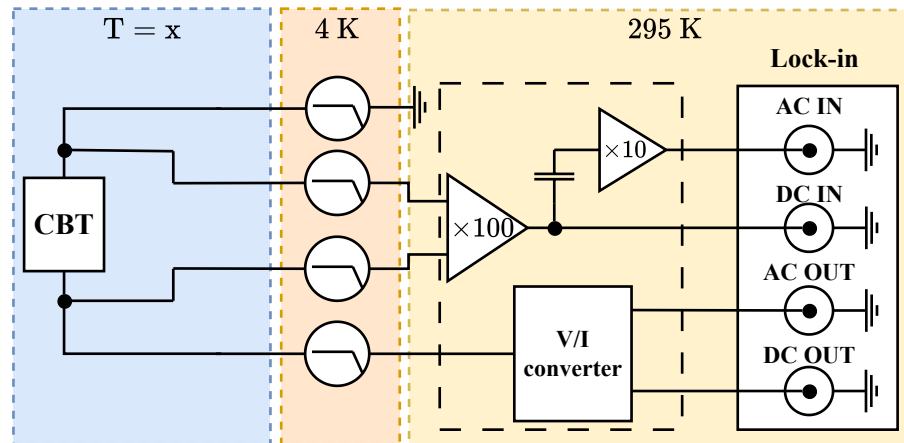 T = x
4 K
295 K
Lock-in
AC IN
×10
DC IN
CBT
×100
AC OUT
V/I
converter
DC OUT